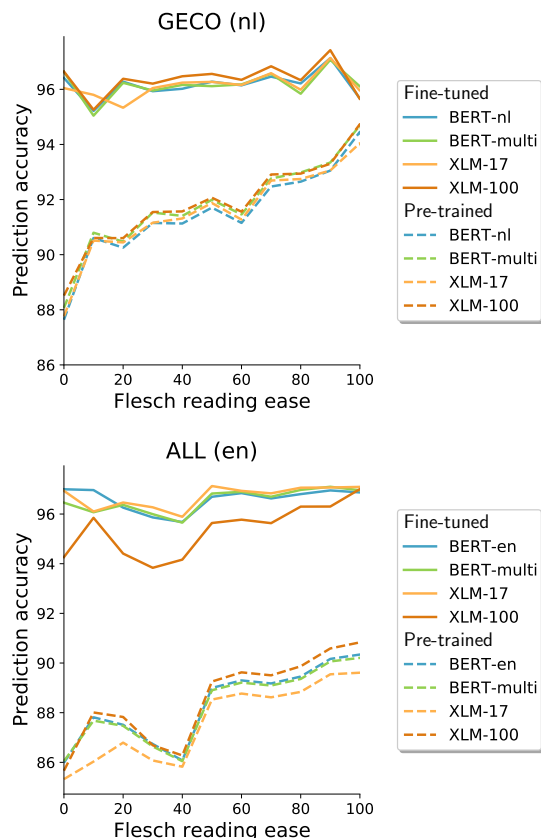 GECO (nl)
Prediction accuracy
96
94
92
90
88
86
0 20 40 60 80 100
Flesch reading ease
Fine-tuned
BERT-nl
BERT-multi
XLM-17
XLM-100
Pre-trained
BERT-nl
BERT-multi
XLM-17
XLM-100
ALL (en)
Prediction accuracy
96
94
92
90
88
86
0 20 40 60 80 100
Flesch reading ease
Fine-tuned
BERT-en
BERT-multi
XLM-17
XLM-100
Pre-trained
BERT-en
BERT-multi
XLM-17
XLM-100